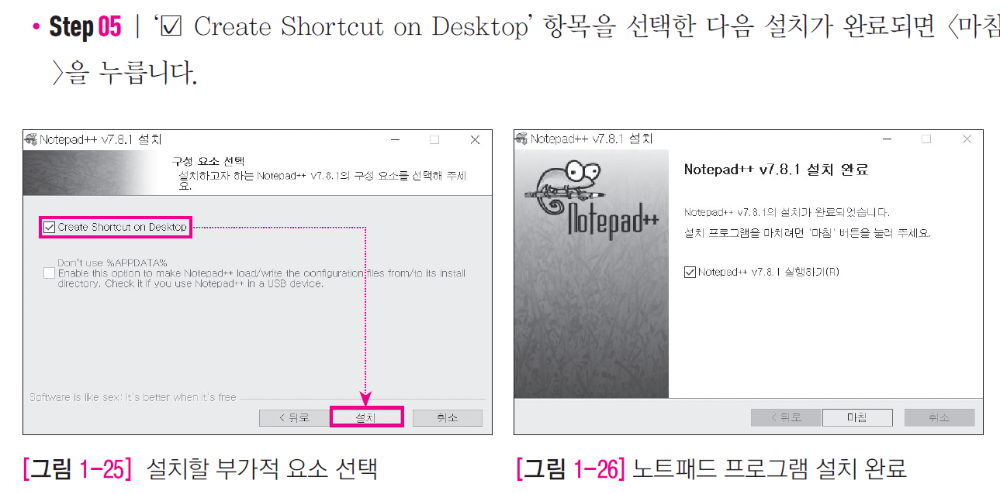 • Step 05 | ‘☑ Create Shortcut on Desktop’ 항목을 선택한 다음 설치가 완료되면 〈마침
〉을 누릅니다.
Notepad++ v7.8.1 설치
구성 요소 선택
설치하고자 하는 Notepad++ v7.8.1의 구성 요소를 선택해 주세
요.
Create Shortcut on Desktop
Don't use %APPDATA%
Enable this option to make Notepad++ load/write the configuration files from/to its install
directory. Check it if you use Notepad++ in a USB device.
Software is like sex: It's better when it's free
< 뒤로
설치
취소
[그림 1-25] 설치할 부가적 요소 선택
Notepad++ v7.8.1 설치
Notepad++
Notepad++ v7.8.1 설치 완료
Notepad++ v7.8.1의 설치가 완료되었습니다.
설치 프로그램을 마치려면 '마침' 버튼을 눌러 주세요.
Notepad++ v7.8.1 실행하기(R)
< 뒤로
마침
취소
[그림 1-26] 노트패드 프로그램 설치 완료